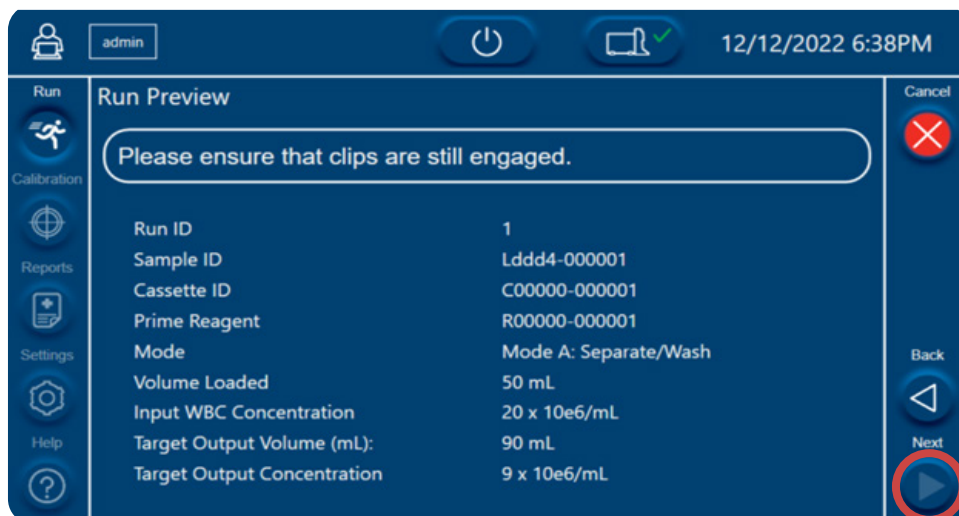 admin
12/12/2022 6:38PM
Run
Calibration
Reports
Settings
Help
Run Preview
Please ensure that clips are still engaged.
Run ID 1
Sample ID Lddd4-000001
Cassette ID C00000-000001
Prime Reagent R00000-000001
Mode Mode A: Separate/Wash
Volume Loaded 50 mL
Input WBC Concentration 20 x 10e6/mL
Target Output Volume (mL): 90 mL
Target Output Concentration 9 x 10e6/mL
Cancel
Back
Next